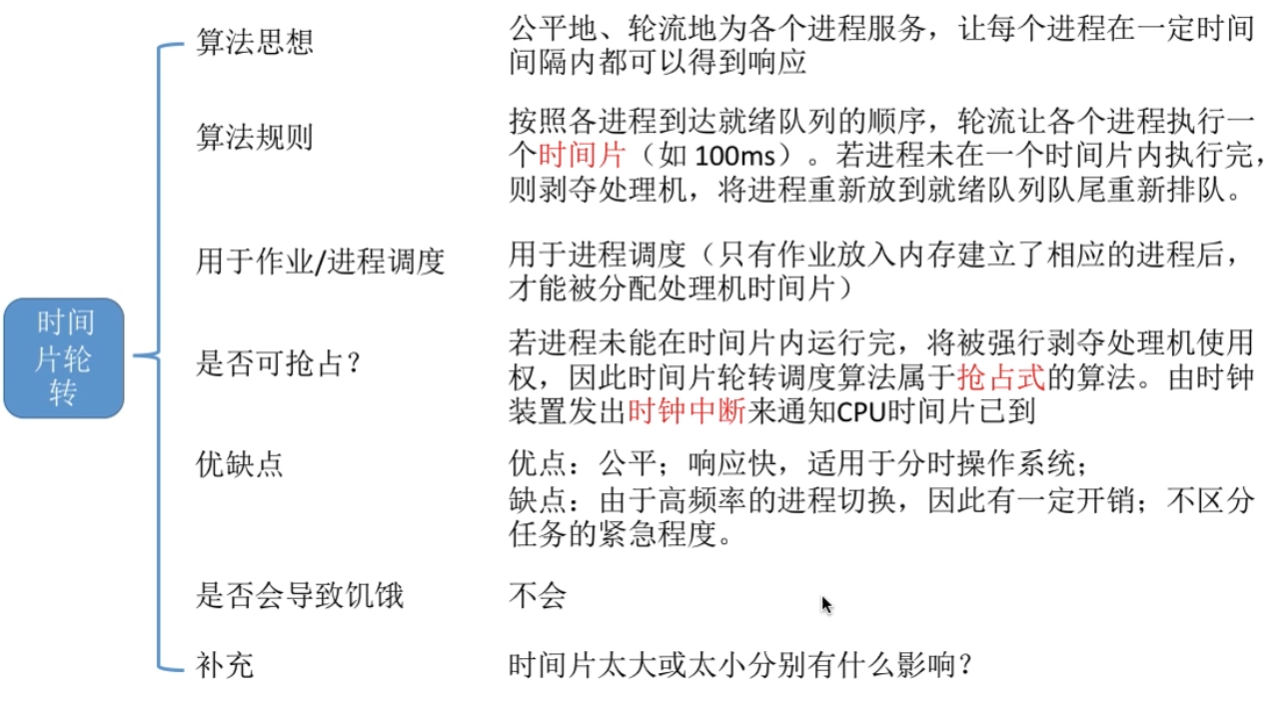 时间
片轮
转
算法思想
公平地、轮流地为各个进程服务，让每个进程在一定时间
间隔内都可以得到响应
算法规则
按照各进程到达就绪队列的顺序，轮流让各个进程执行一
个时间片（如 100ms）。若进程未在一个时间片内执行完，
则剥夺处理机，将进程重新放到就绪队列队尾重新排队。
用于作业/进程调度
用于进程调度（只有作业放入内存建立了相应的进程后，
才能被分配处理机时间片）
是否可抢占？
若进程未能在时间片内运行完，将被强行剥夺处理机使用
权，因此时间片轮转调度算法属于抢占式的算法。由时钟
装置发出时钟中断来通知CPU时间片已到
优缺点
优点：公平；响应快，适用于分时操作系统；
缺点：由于高频率的进程切换，因此有一定开销；不区分
任务的紧急程度。
是否会导致饥饿
不会
补充
时间片太大或太小分别有什么影响？